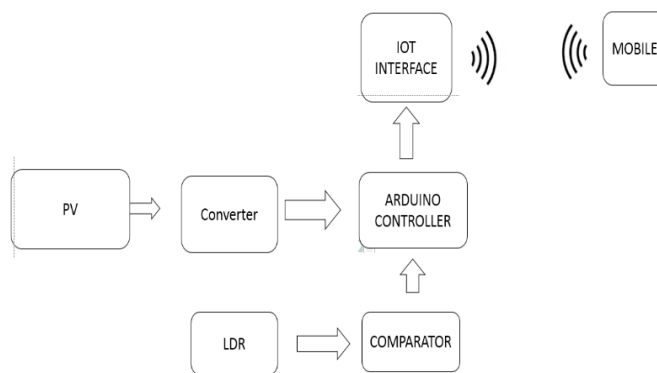 IOT
INTERFACE
MOBILE
PV
Converter
ARDUINO
CONTROLLER
LDR
COMPARATOR